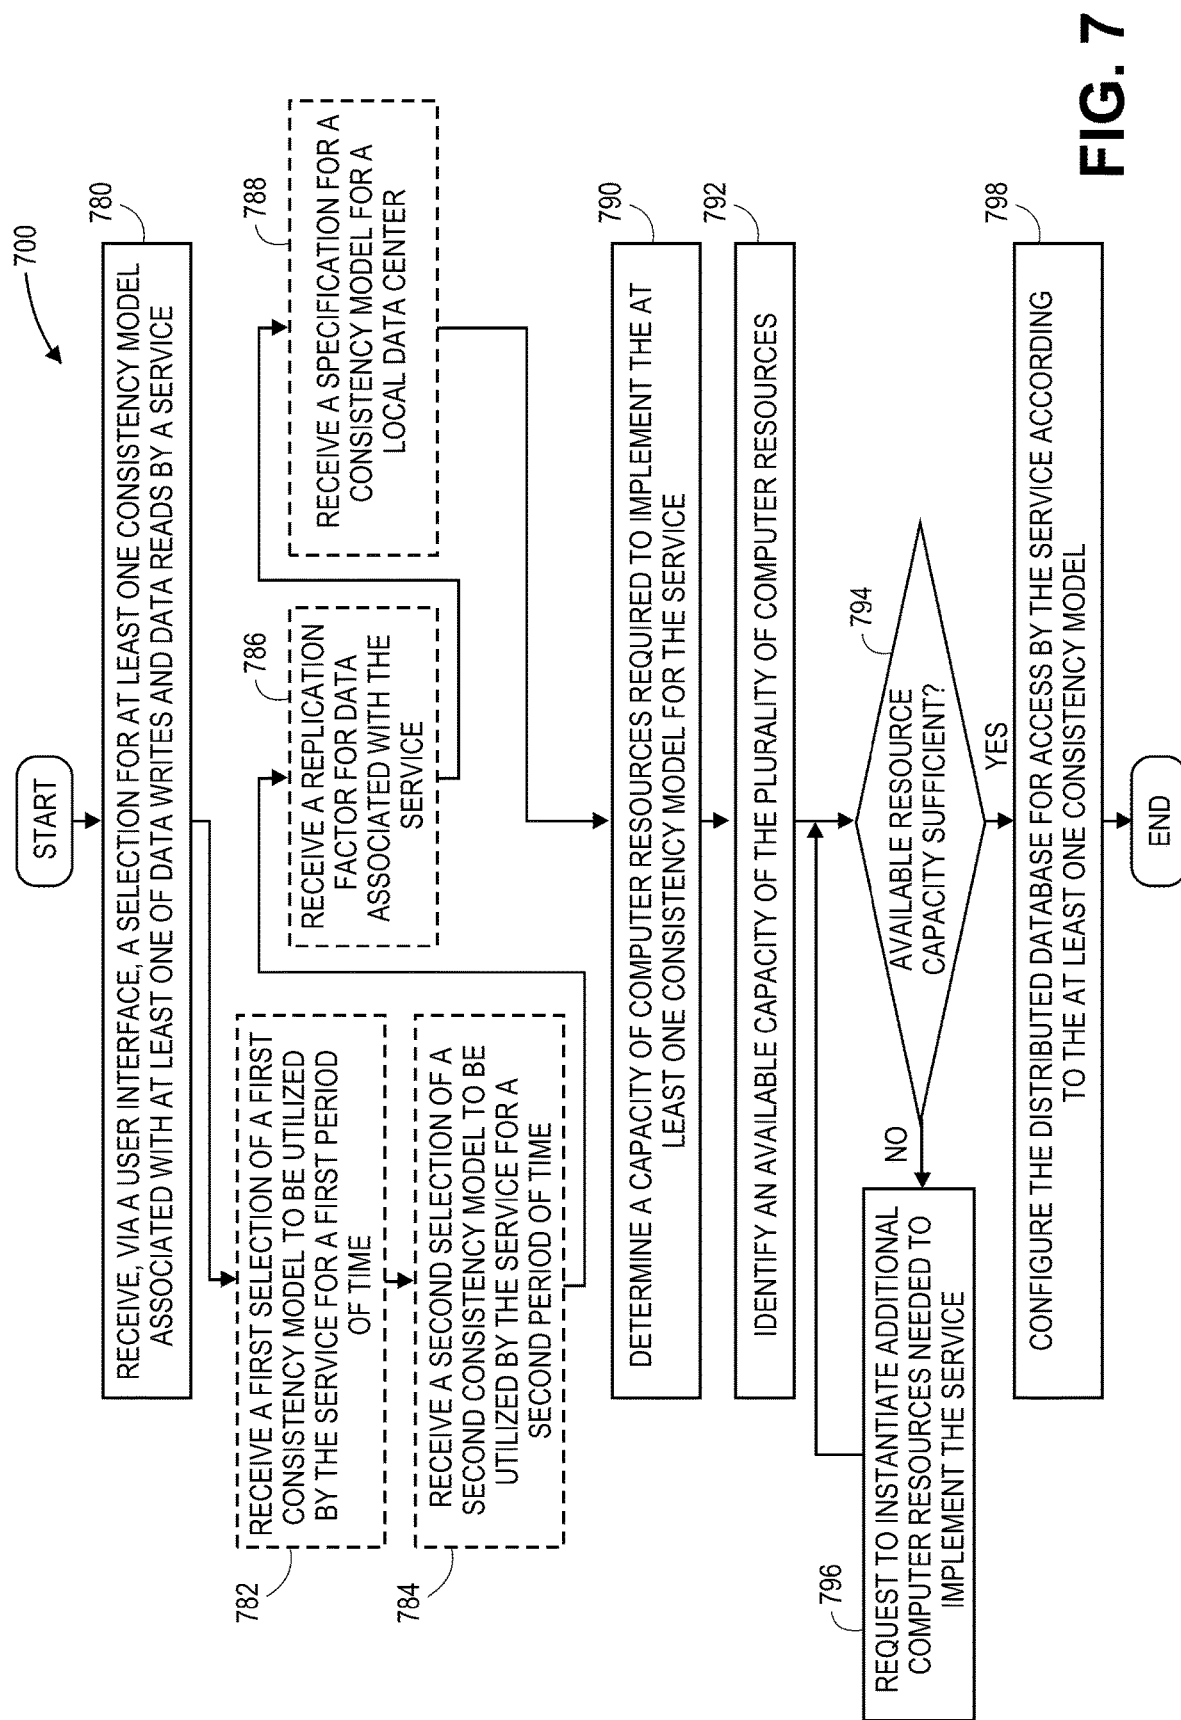 700
START
780
RECEIVE, VIA A USER INTERFACE, A SELECTION FOR AT LEAST ONE CONSISTENCY MODEL
ASSOCIATED WITH AT LEAST ONE OF DATA WRITES AND DATA READS BY A SERVICE
782
RECEIVE A FIRST SELECTION OF A FIRST
CONSISTENCY MODEL TO BE UTILIZED
BY THE SERVICE FOR A FIRST PERIOD
OF TIME
784
RECEIVE A SECOND SELECTION OF A
SECOND CONSISTENCY MODEL TO BE
UTILIZED BY THE SERVICE FOR A
SECOND PERIOD OF TIME
786
RECEIVE A REPLICATION
FACTOR FOR DATA
ASSOCIATED WITH THE
SERVICE
788
RECEIVE A SPECIFICATION FOR A
CONSISTENCY MODEL FOR A
LOCAL DATA CENTER
790
DETERMINE A CAPACITY OF COMPUTER RESOURCES REQUIRED TO IMPLEMENT THE AT
LEAST ONE CONSISTENCY MODEL FOR THE SERVICE
792
IDENTIFY AN AVAILABLE CAPACITY OF THE PLURALITY OF COMPUTER RESOURCES
794
AVAILABLE RESOURCE
CAPACITY SUFFICIENT?
NO
YES
796
REQUEST TO INSTANTIATE ADDITIONAL
COMPUTER RESOURCES NEEDED TO
IMPLEMENT THE SERVICE
798
CONFIGURE THE DISTRIBUTED DATABASE FOR ACCESS BY THE SERVICE ACCORDING
TO THE AT LEAST ONE CONSISTENCY MODEL
END
FIG. 7